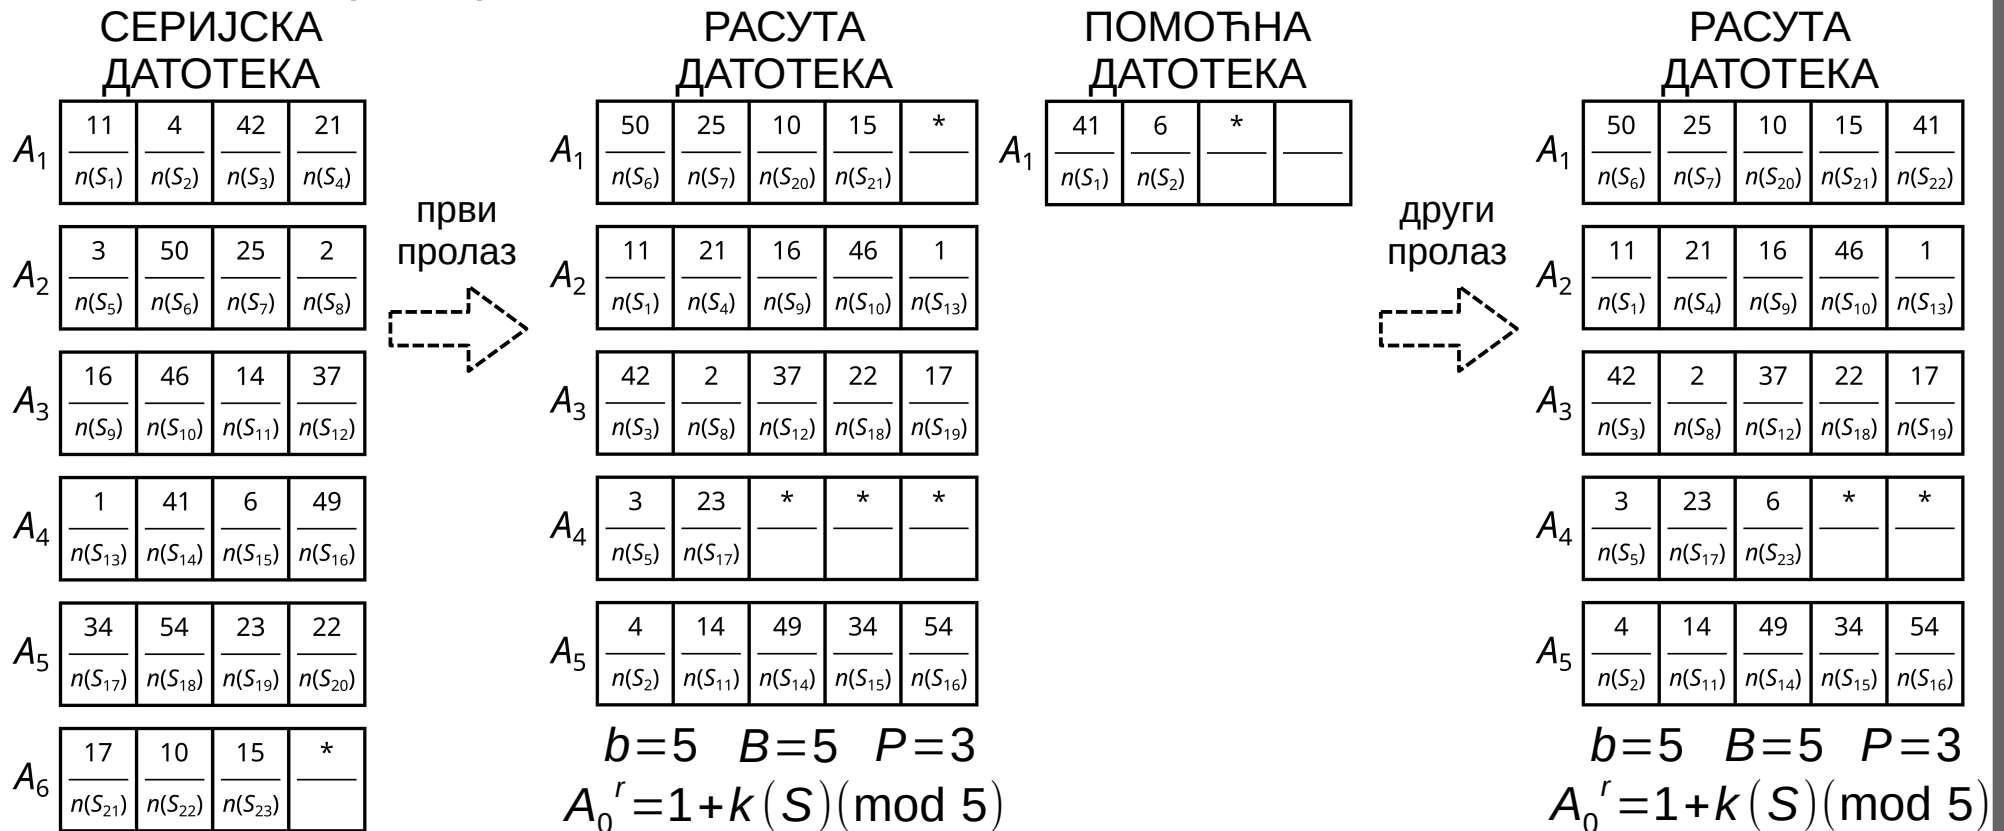 СЕРИЈСКА
ДАТОТЕКА
A1
11 4 42 21
n(S1) n(S2) n(S3) n(S4)
A2
3 50 25 2
n(S5) n(S6) n(S7) n(S8)
A3
16 46 14 37
n(S9) n(S10) n(S11) n(S12)
A4
1 41 6 49
n(S13) n(S14) n(S15) n(S16)
A5
34 54 23 22
n(S17) n(S18) n(S19) n(S20)
A6
17 10 15 *
n(S21) n(S22) n(S23)
први
пролаз
РАСУТА
ДАТОТЕКА
A1
50 25 10 15 *
n(S6) n(S7) n(S20) n(S21)
A2
11 21 16 46 1
n(S1) n(S4) n(S9) n(S10) n(S13)
A3
42 2 37 22 17
n(S3) n(S8) n(S12) n(S18) n(S19)
A4
3 23 * * *
n(S5) n(S17)
A5
4 14 49 34 54
n(S2) n(S11) n(S14) n(S15) n(S16)
b=5 B=5 P=3
A0r=1+k(S)(mod 5)
ПОМОЋНА
ДАТОТЕКА
A1
41 6 *
n(S1) n(S2)
други
пролаз
РАСУТА
ДАТОТЕКА
A1
50 25 10 15 41
n(S6) n(S7) n(S20) n(S21) n(S22)
A2
11 21 16 46 1
n(S1) n(S4) n(S9) n(S10) n(S13)
A3
42 2 37 22 17
n(S3) n(S8) n(S12) n(S18) n(S19)
A4
3 23 6 * *
n(S5) n(S17) n(S23)
A5
4 14 49 34 54
n(S2) n(S11) n(S14) n(S15) n(S16)
b=5 B=5 P=3
A0r=1+k(S)(mod 5)